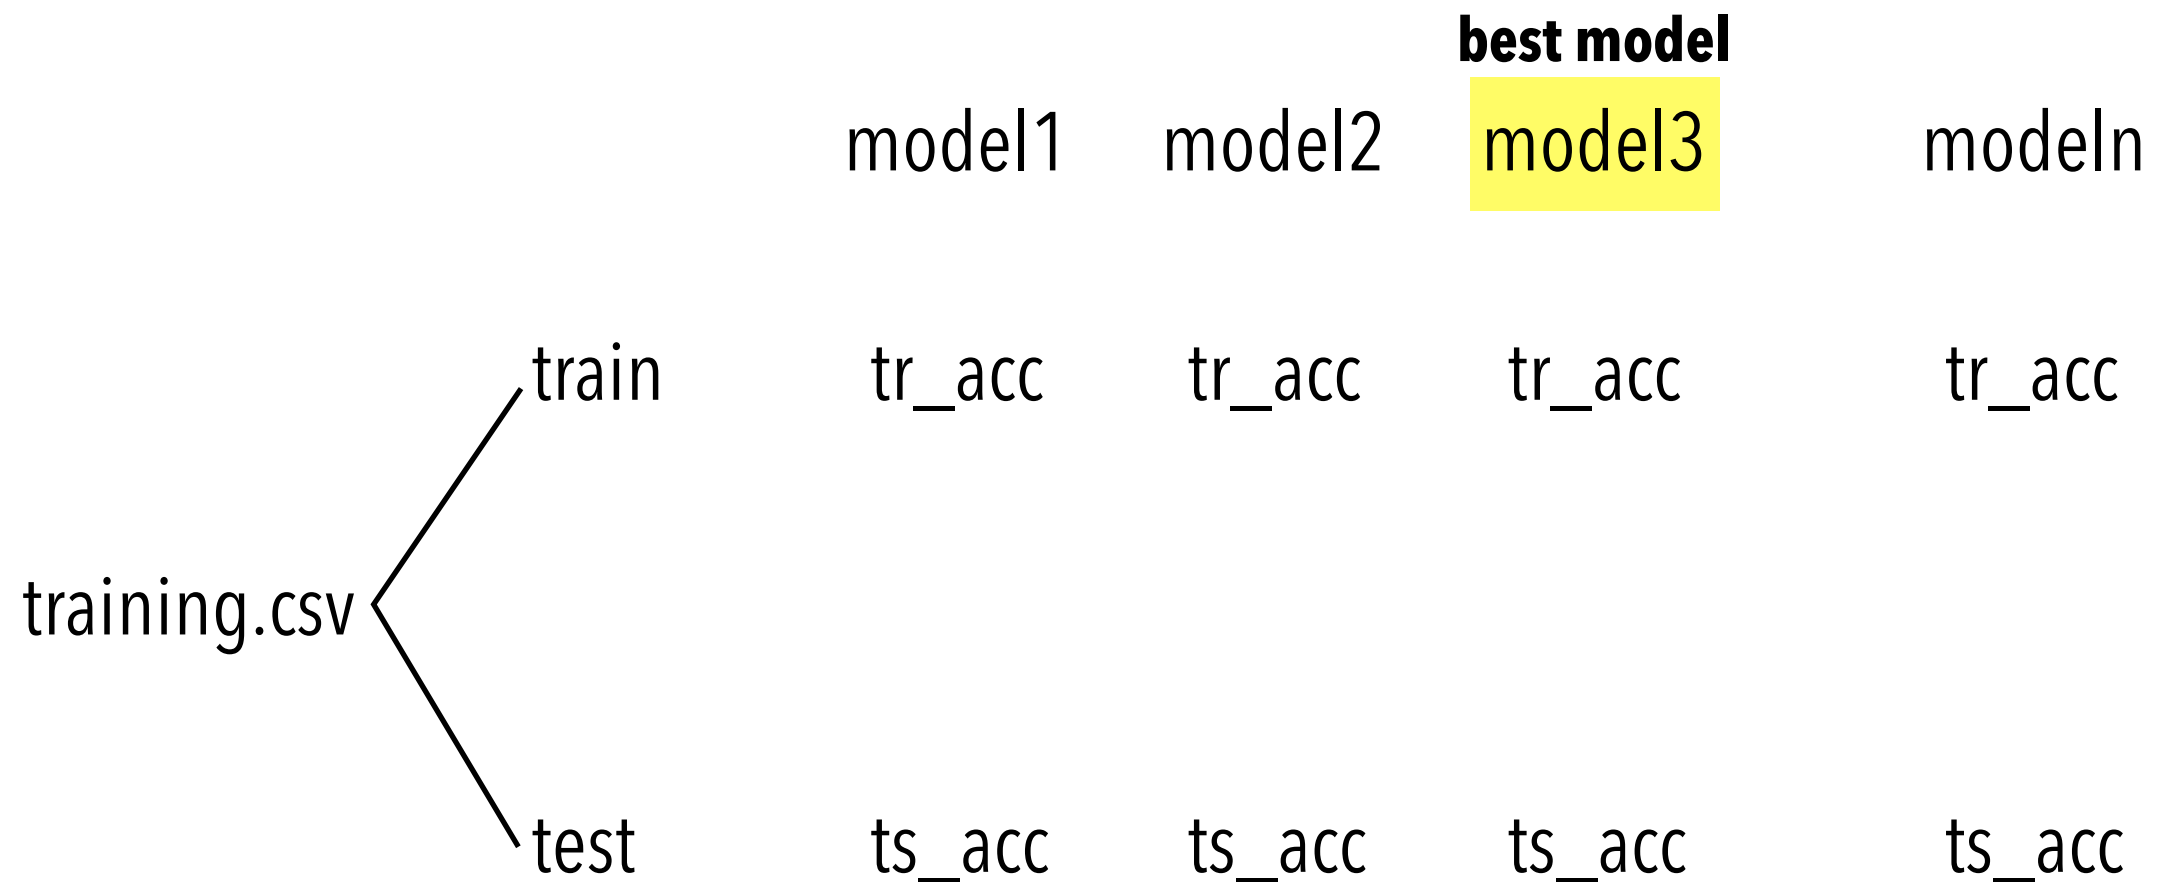 best model
model1 model2 model3 modeln
train tr_acc tr_acc tr_acc tr_acc
training.csv
test ts_acc ts_acc ts_acc ts_acc